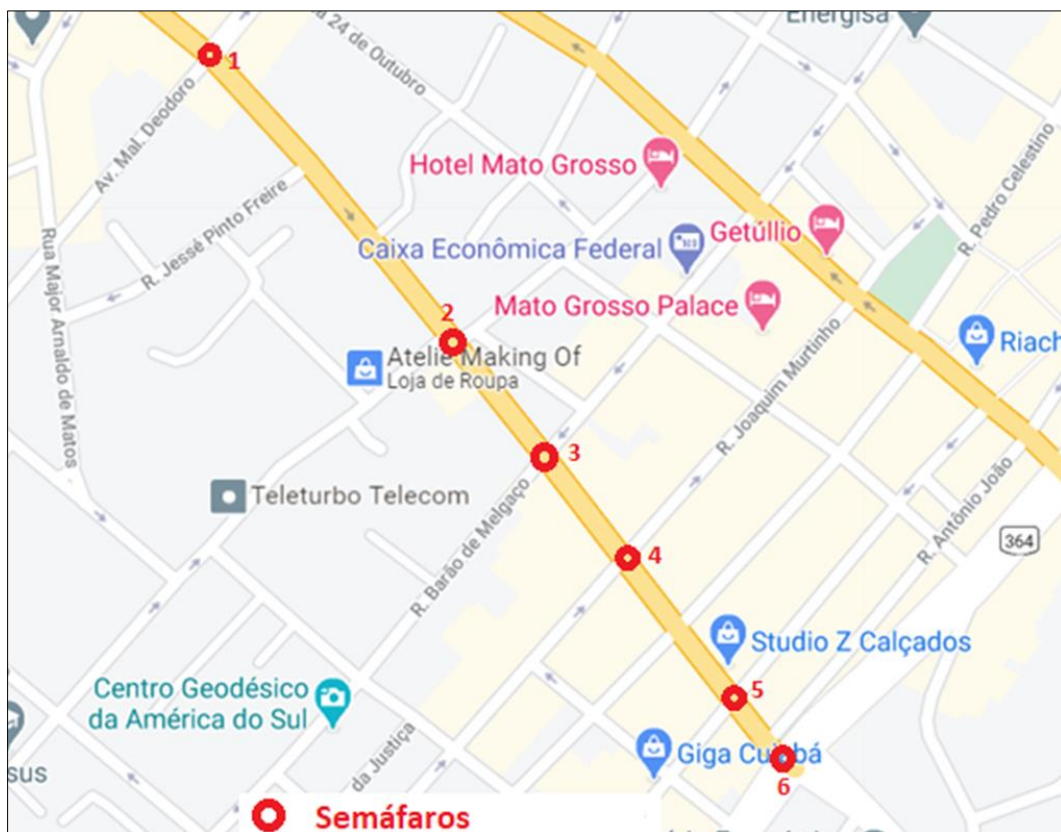 Energisa
a 24 de Outubro
1
Av. Mal. Deodoro
Hotel Mato Grosso
R. Pedro Celestino
R. Jessé Pinto Freire
Caixa Econômica Federal
Getúllio
Rua Major Arnaldo de Matos
2
Mato Grosso Palace
Riach
Atelie Making Of
Loja de Roupa
R. Joaquim Murtinho
3
Teleturbo Telecom
R. Barão de Melgaço
R. Antônio João
364
4
Studio Z Calçados
Centro Geodésico
da América do Sul
5
Giga Cuiabá
da Justiça
sus
6
Semáfaros